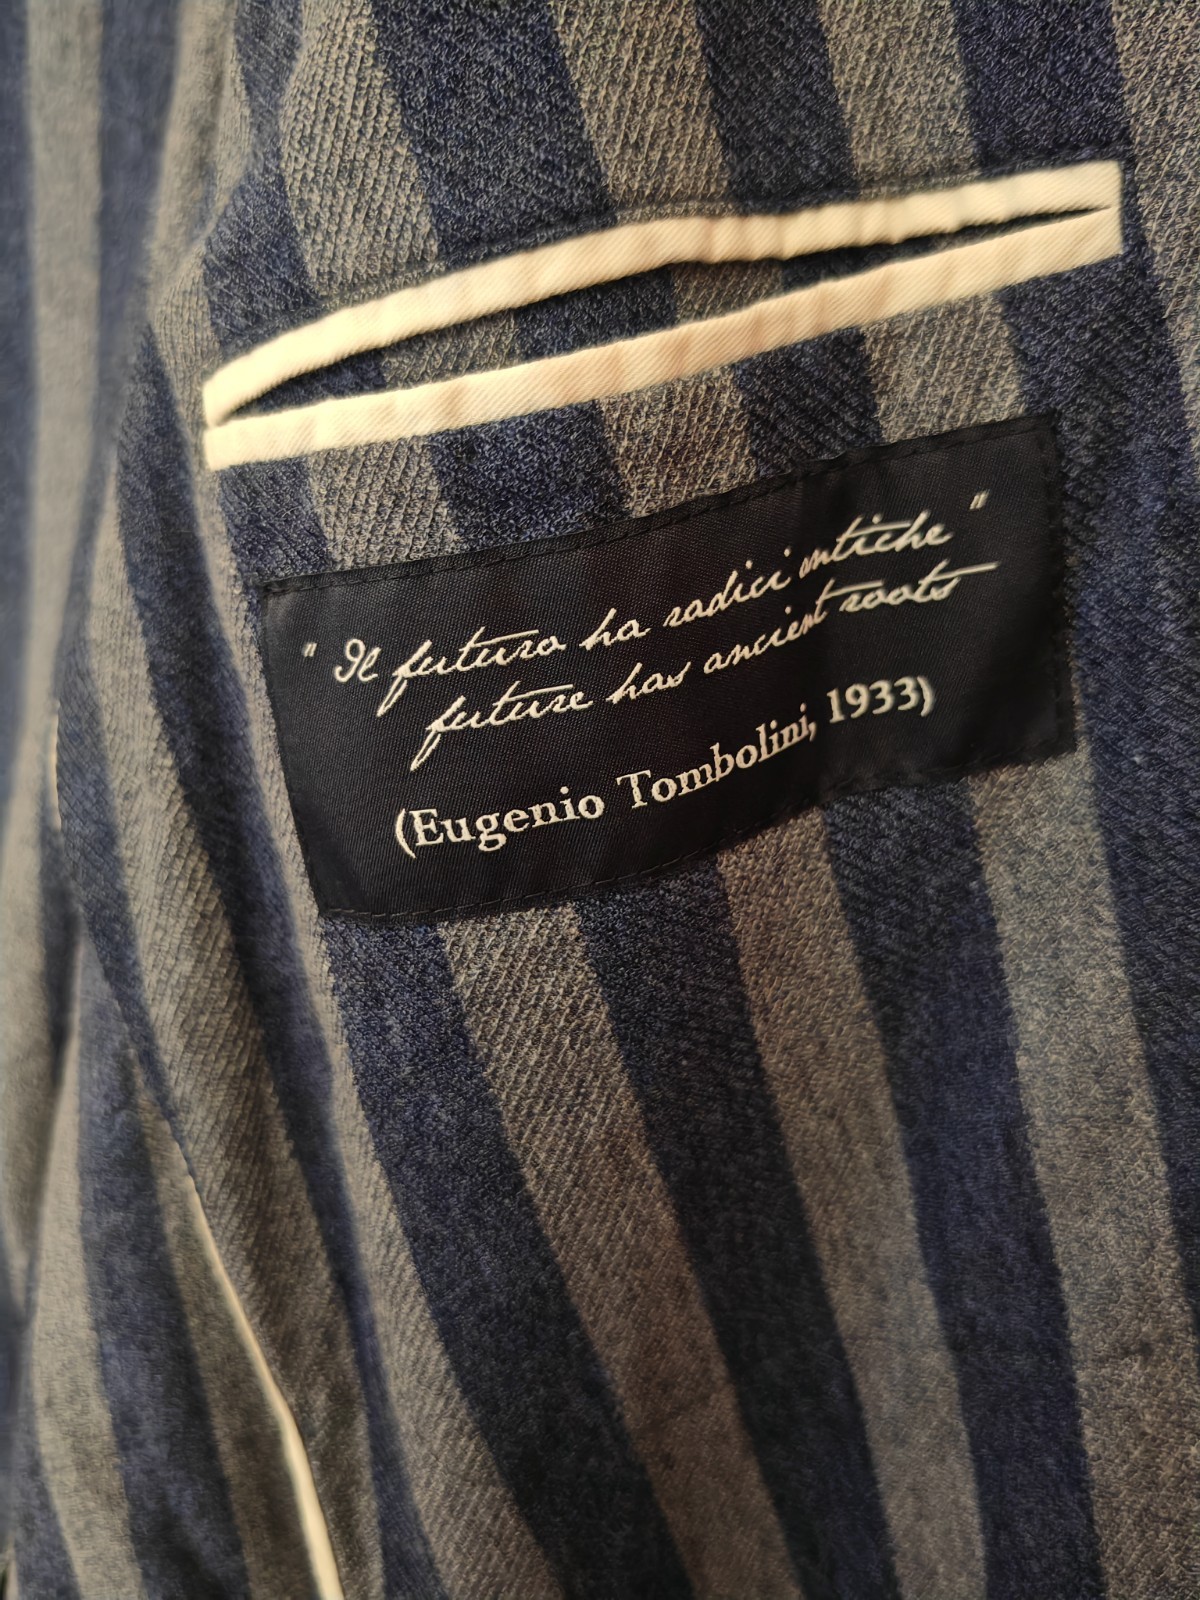 " Il futuro ha radici antiche "
future has ancient roots
(Eugenio Tombolini, 1933)